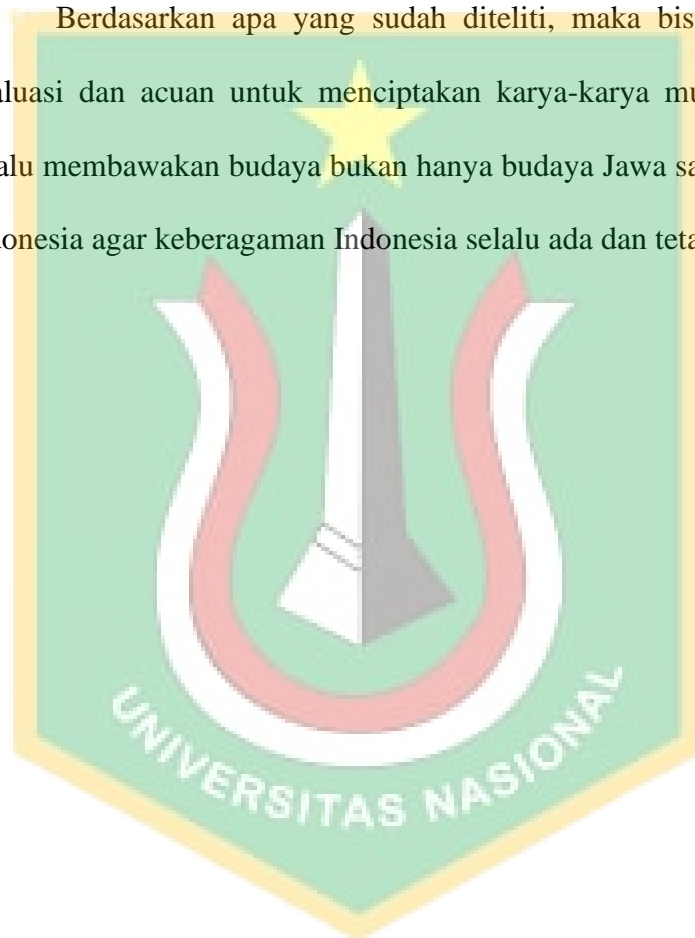 Berdasarkan apa yang sudah diteliti, maka bis
luasi dan acuan untuk menciptakan karya-karya mu
alu membawakan budaya bukan hanya budaya Jawa sa
onesia agar keberagaman Indonesia selalu ada dan teta
UNIVERSITAS NASIONAL